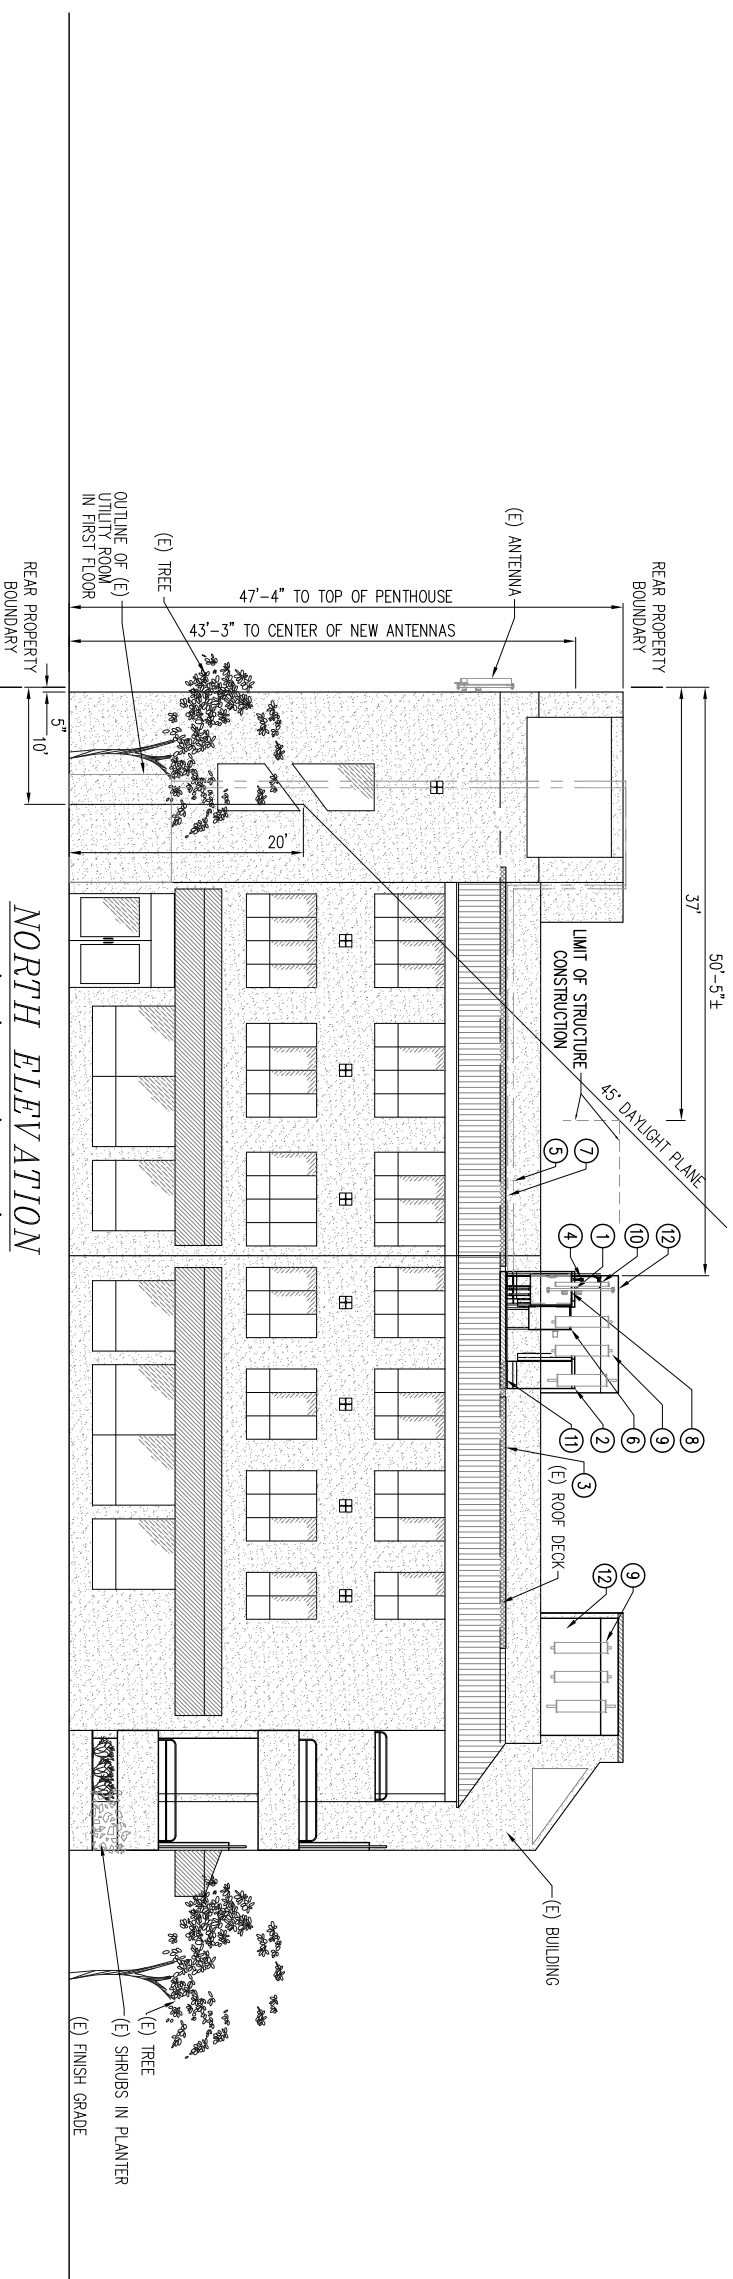 REAR PROPERTY
BOUNDARY
50'-5"±
37'
45° DAYLIGHT PLANE
LIMIT OF STRUCTURE
CONSTRUCTION
(E) ANTENNA
47'-4" TO TOP OF PENTHOUSE
43'-3" TO CENTER OF NEW ANTENNAS
(E) TREE
OUTLINE OF (E)
UTILITY ROOM
IN FIRST FLOOR
REAR PROPERTY
BOUNDARY
5"
10'
20'
7
5
12
10
1
4
8
9
6
2
11
3
(E) ROOF DECK
9
12
(E) BUILDING
(E) TREE
(E) SHRUBS IN PLANTER
(E) FINISH GRADE
NORTH ELEVATION